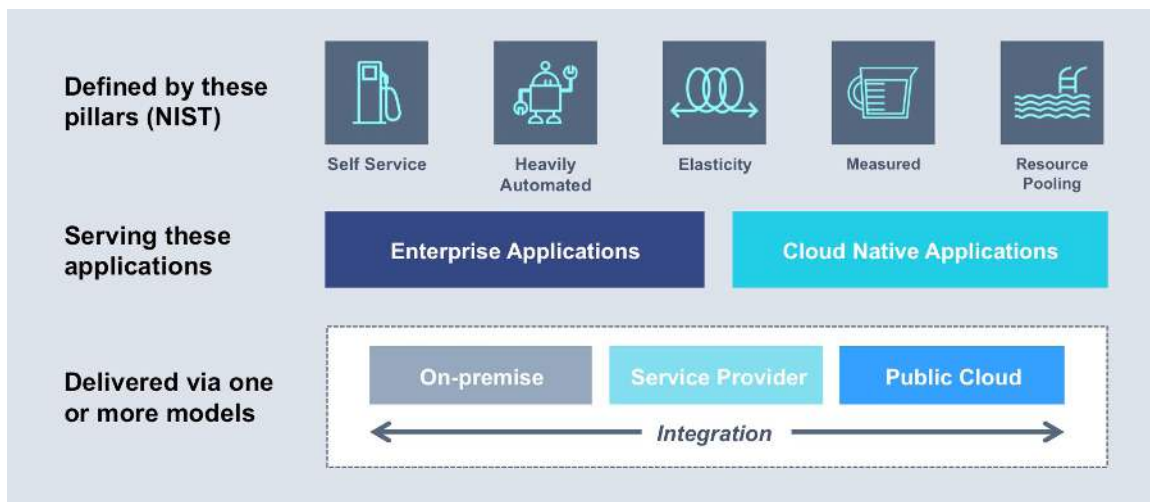 Defined by these
pillars (NIST)
Self Service
Heavily
Automated
Elasticity
Measured
Resource
Pooling
Serving these
applications
Enterprise Applications
Cloud Native Applications
Delivered via one
or more models
On-premise
Service Provider
Public Cloud
Integration